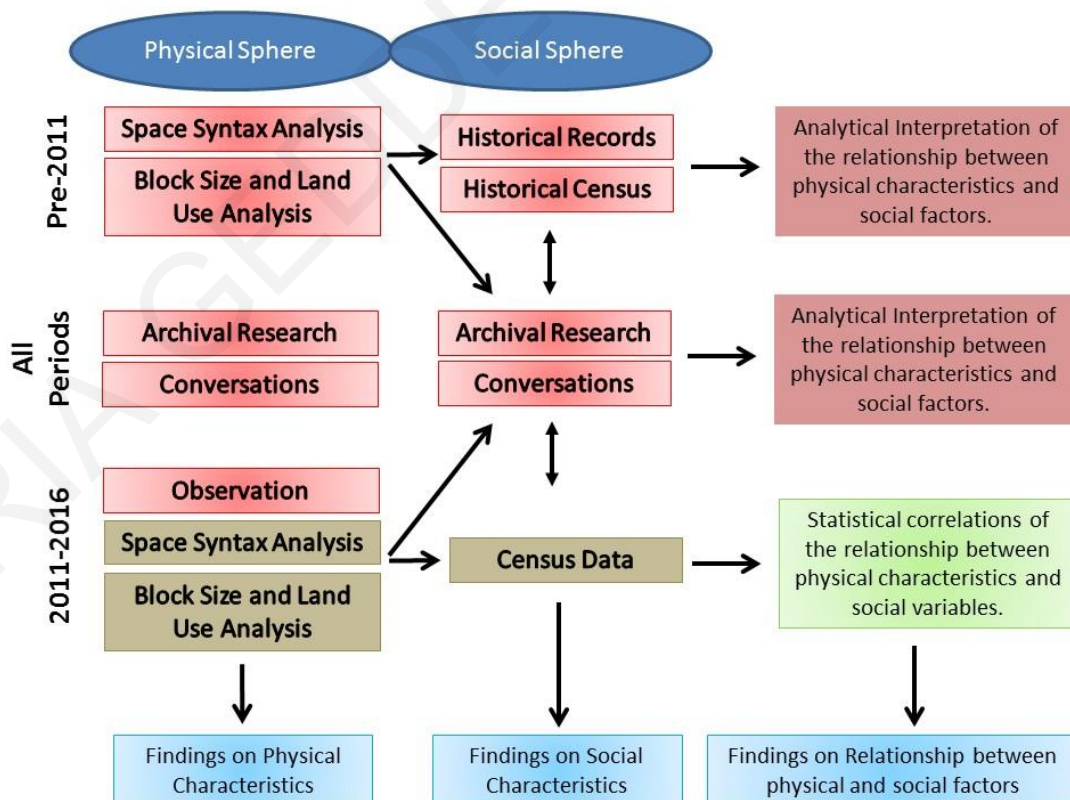 Physical Sphere
Social Sphere
Pre-2011
Space Syntax Analysis
Block Size and Land
Use Analysis
Historical Records
Historical Census
Analytical Interpretation of
the relationship between
physical characteristics and
social factors.
All
Periods
Archival Research
Conversations
Archival Research
Conversations
Analytical Interpretation of
the relationship between
physical characteristics and
social factors.
2011-2016
Observation
Space Syntax Analysis
Block Size and Land
Use Analysis
Census Data
Statistical correlations of
the relationship between
physical characteristics and
social variables.
Findings on Physical
Characteristics
Findings on Social
Characteristics
Findings on Relationship between
physical and social factors